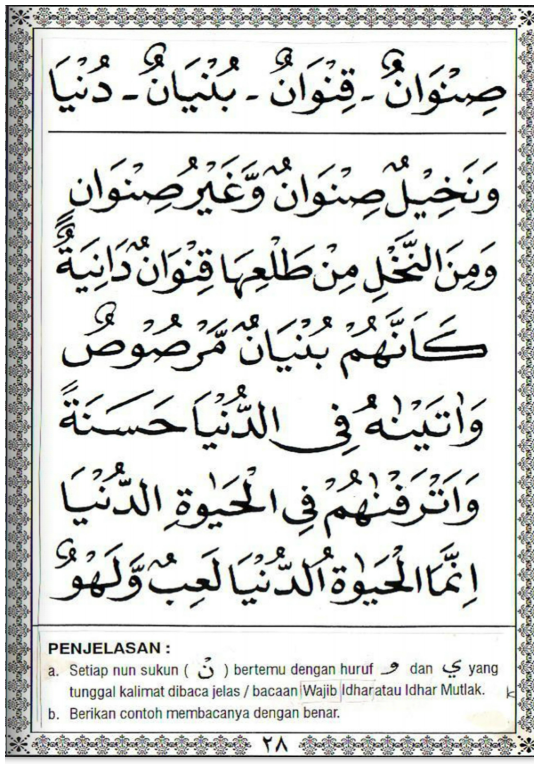 صِنْوَانٌ - قِنْوَانٌ - بُنْيَانٌ - دُنْيَا
وَنَخِيْلٌ صِنْوَانٌ وَّغَيْرُ صِنْوَانٍ
وَمِنَ النَّخْلِ مِنْ طَلْعِهَا قِنْوَانٌ دَانِيَةٌ
كَاَنَّهُمْ بُنْيَانٌ مَّرْصُوْصٌ
وَاٰتَيْنٰهُ فِى الدُّنْيَا حَسَنَةً
وَاَتْرَفْنٰهُمْ فِى الْحَيٰوةِ الدُّنْيَا
اِنَّمَا الْحَيٰوةُ الدُّنْيَا لَعِبٌ وَّلَهْوٌ
PENJELASAN :
a. Setiap nun sukun ( نْ ) bertemu dengan huruf و dan ي yang
tunggal kalimat dibaca jelas / bacaan Wajib Idhar atau Idhar Mutlak. k
b. Berikan contoh membacanya dengan benar.
٢٨